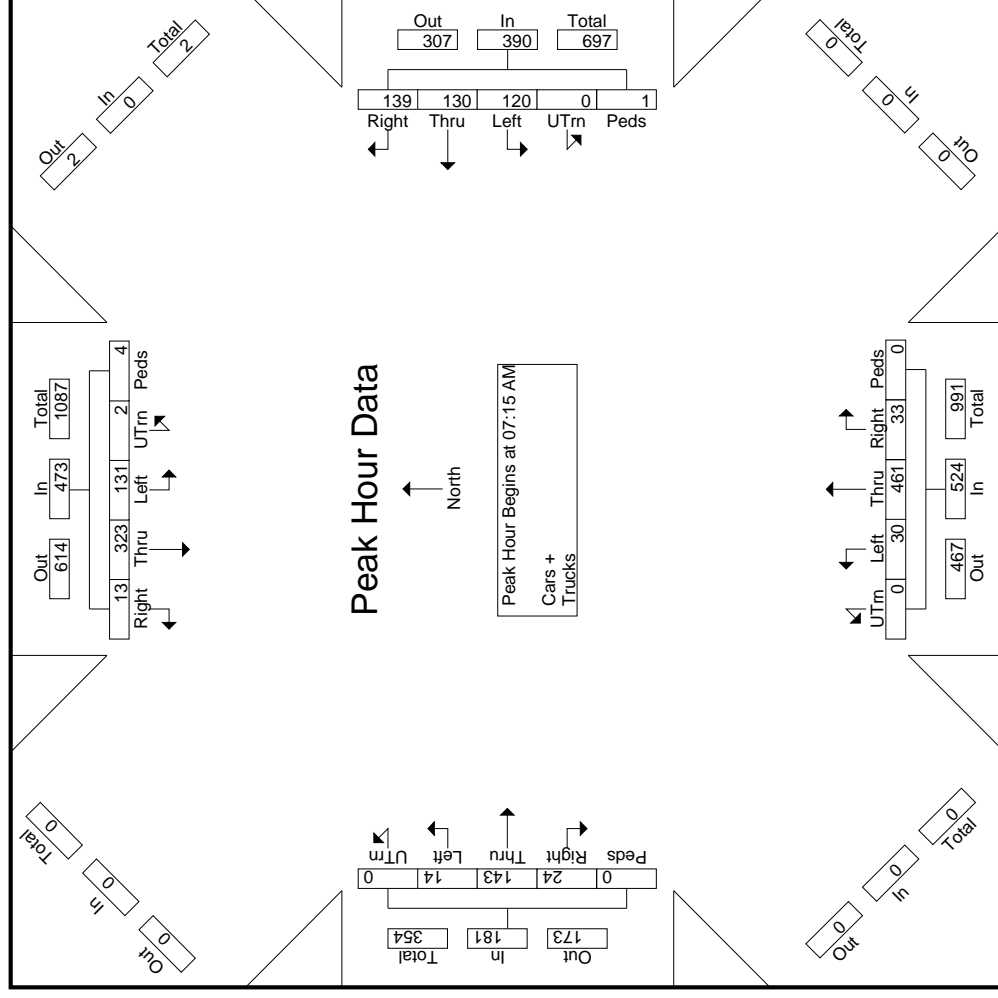 Out In Total
307 390 697
139 130 120 0 1
Right Thru Left UTrn Peds
Total
2
In
0
Out
2
Total
0
In
0
Out
0
Out In Total
614 473 1087
13 323 131 2 4
Right Thru Left UTrn Peds
Peak Hour Data
North
Peak Hour Begins at 07:15 AM
Cars +
Trucks
UTrn Left Thru Right Peds
0 30 461 33 0
467 524 991
Out In Total
UTrn Left Thru Right Peds
0 14 143 24 0
354 181 173
Total In Out
Total
0
In
0
Out
0
Out
0
In
0
Total
0